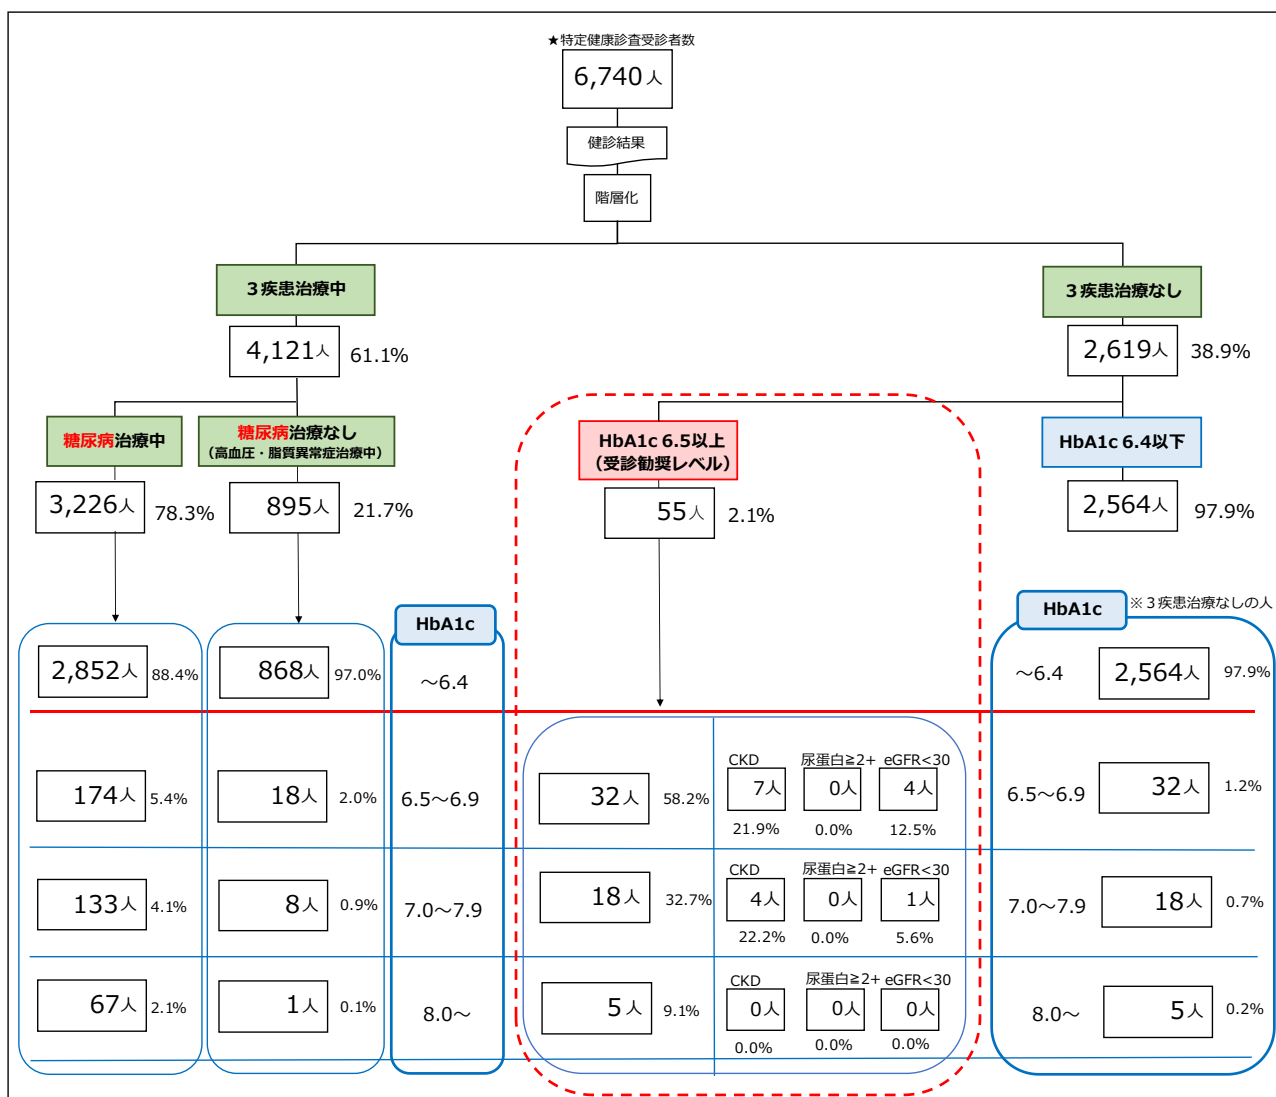 ★特定健康診査受診者数
6,740人
健診結果
階層化
３疾患治療中
３疾患治療なし
4,121人 61.1%
2,619人 38.9%
糖尿病治療中
糖尿病治療なし
（高血圧・脂質異常症治療中）
HbA1c 6.5以上
（受診勧奨レベル）
HbA1c 6.4以下
3,226人 78.3%
895人 21.7%
55人 2.1%
2,564人 97.9%
HbA1c
HbA1c
※３疾患治療なしの人
2,852人 88.4%
868人 97.0%
～6.4
～6.4
2,564人 97.9%
174人 5.4%
18人 2.0%
6.5～6.9
32人 58.2%
CKD 尿蛋白≧2+ eGFR<30
7人 0人 4人
21.9% 0.0% 12.5%
6.5～6.9
32人 1.2%
133人 4.1%
8人 0.9%
7.0～7.9
18人 32.7%
CKD 尿蛋白≧2+ eGFR<30
4人 0人 1人
22.2% 0.0% 5.6%
7.0～7.9
18人 0.7%
67人 2.1%
1人 0.1%
8.0～
5人 9.1%
CKD 尿蛋白≧2+ eGFR<30
0人 0人 0人
0.0% 0.0% 0.0%
8.0～
5人 0.2%